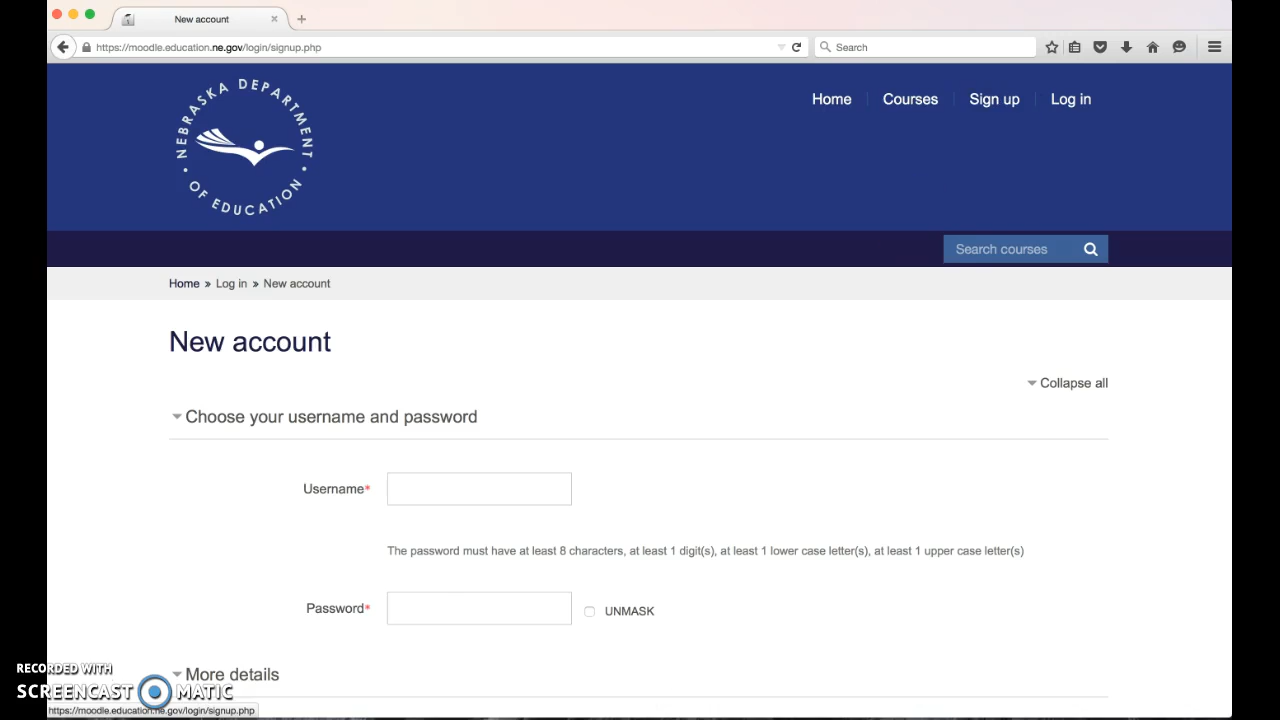 New account
https://moodle.education.ne.gov/login/signup.php
Search
NEBRASKA DEPARTMENT
• OF EDUCATION •
Home
Courses
Sign up
Log in
Search courses
Home » Log in » New account
New account
Collapse all
Choose your username and password
Username*
The password must have at least 8 characters, at least 1 digit(s), at least 1 lower case letter(s), at least 1 upper case letter(s)
Password*
UNMASK
More details
RECORDED WITH
SCREENCAST MATIC
https://moodle.education.ne.gov/login/signup.php